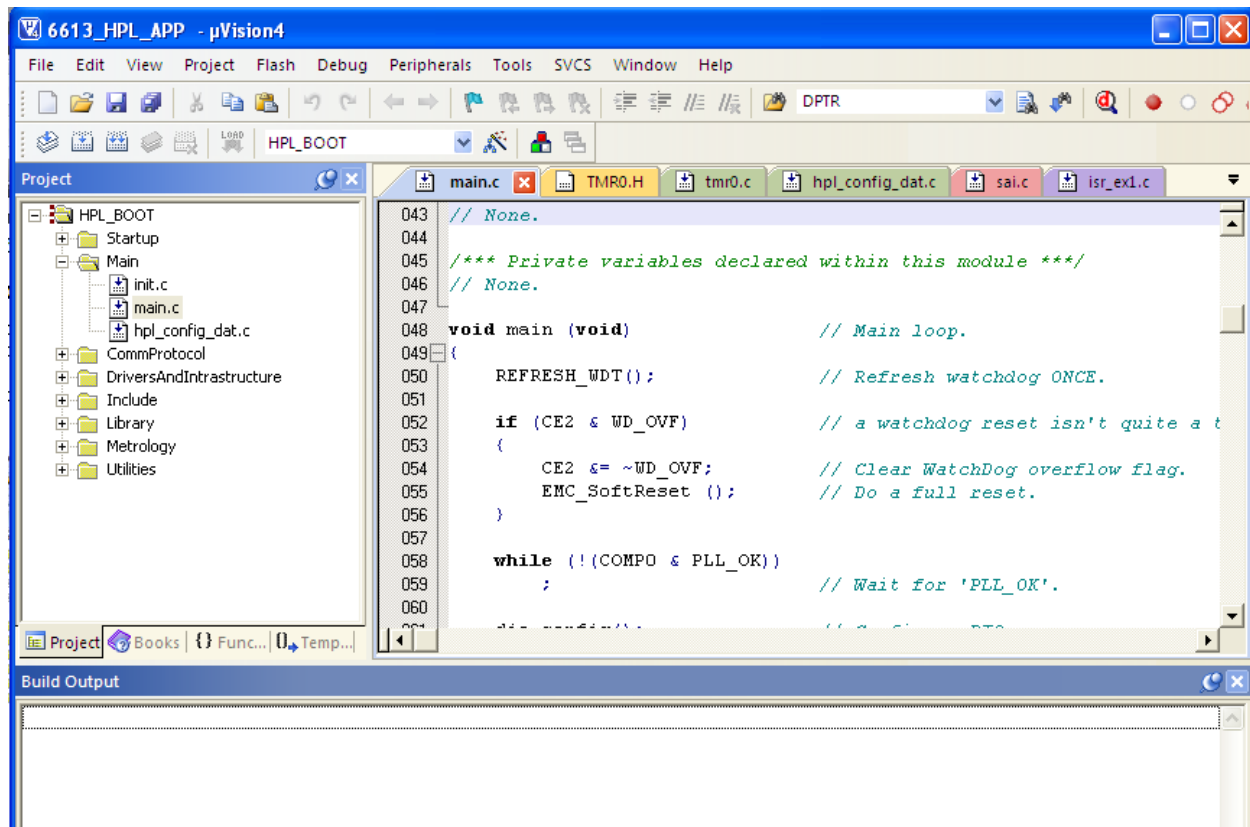 6613_HPL_APP - µVision4
File Edit View Project Flash Debug Peripherals Tools SVCS Window Help
DPTR
LOAD HPL_BOOT
Project
main.c TMR0.H tmr0.c hpl_config_dat.c sai.c isr_ex1.c
HPL_BOOT
Startup
Main
init.c
main.c
hpl_config_dat.c
CommProtocol
DriversAndIntrastructure
Include
Library
Metrology
Utilities
043 // None.
044
045 /*** Private variables declared within this module ***/
046 // None.
047
048 void main (void) // Main loop.
049 {
050 REFRESH_WDT(); // Refresh watchdog ONCE.
051
052 if (CE2 & WD_OVF) // a watchdog reset isn't quite a t
053 {
054 CE2 &= ~WD_OVF; // Clear WatchDog overflow flag.
055 EMC_SoftReset (); // Do a full reset.
056 }
057
058 while (!(COMP0 & PLL_OK))
059 ; // Wait for 'PLL_OK'.
060
Project Books {} Func... Temp...
Build Output